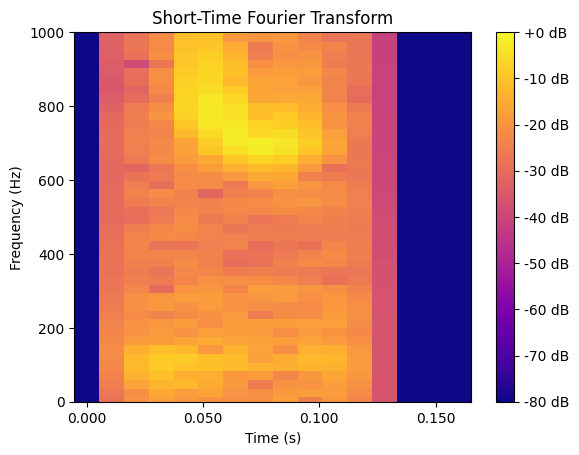 Short-Time Fourier Transform
1000
800
600
400
200
0
Frequency (Hz)
0.000
0.050
0.100
0.150
Time (s)
+0 dB
-10 dB
-20 dB
-30 dB
-40 dB
-50 dB
-60 dB
-70 dB
-80 dB